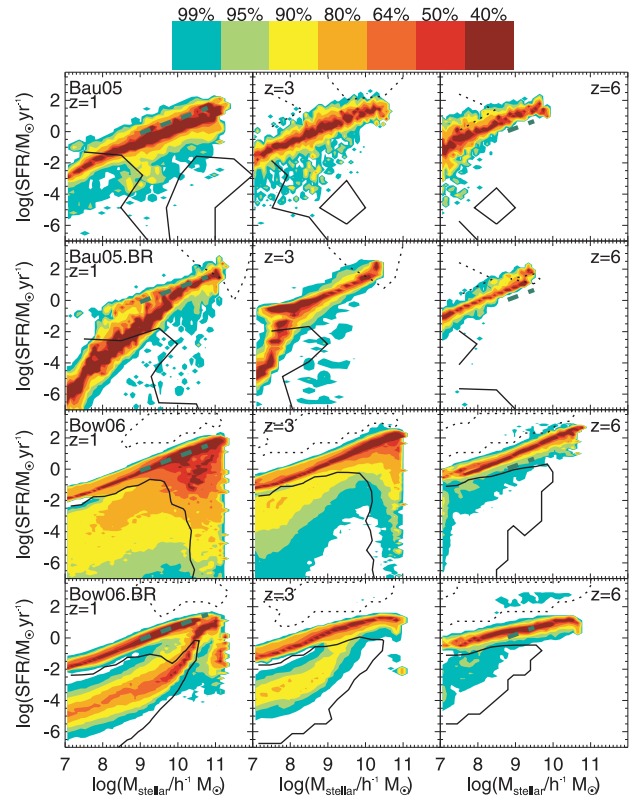 99% 95% 90% 80% 64% 50% 40%
Bau05
z=1
z=3
z=6
log(SFR/M☉yr⁻¹)
2
0
-2
-4
-6
Bau05.BR
z=1
z=3
z=6
log(SFR/M☉yr⁻¹)
2
0
-2
-4
-6
Bow06
z=1
z=3
z=6
log(SFR/M☉yr⁻¹)
2
0
-2
-4
-6
Bow06.BR
z=1
z=3
z=6
log(SFR/M☉yr⁻¹)
2
0
-2
-4
-6
7 8 9 10 11 7 8 9 10 11 7 8 9 10 11
log(Mstellar/h⁻¹ M☉) log(Mstellar/h⁻¹ M☉) log(Mstellar/h⁻¹ M☉)